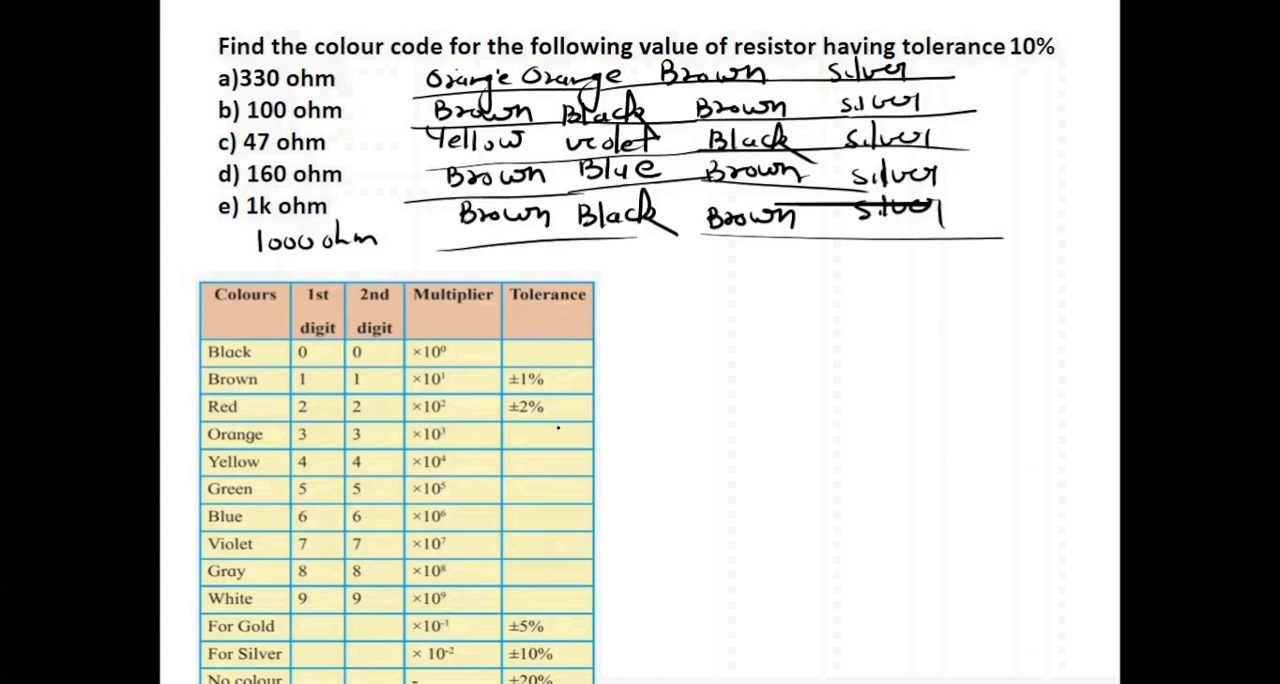 Find the colour code for the following value of resistor having tolerance 10%
a)330 ohm Orange Orange Brown Silver
b) 100 ohm Brown Black Brown silver
c) 47 ohm Yellow violet Black silver
d) 160 ohm Brown Blue Brown silver
e) 1k ohm Brown Black Brown silver
1000 ohm
Colours 1st digit 2nd digit Multiplier Tolerance
Black 0 0 ×10⁰
Brown 1 1 ×10¹ ±1%
Red 2 2 ×10² ±2%
Orange 3 3 ×10³
Yellow 4 4 ×10⁴
Green 5 5 ×10⁵
Blue 6 6 ×10⁶
Violet 7 7 ×10⁷
Gray 8 8 ×10⁸
White 9 9 ×10⁹
For Gold ×10⁻¹ ±5%
For Silver × 10⁻² ±10%
No colour - ±20%